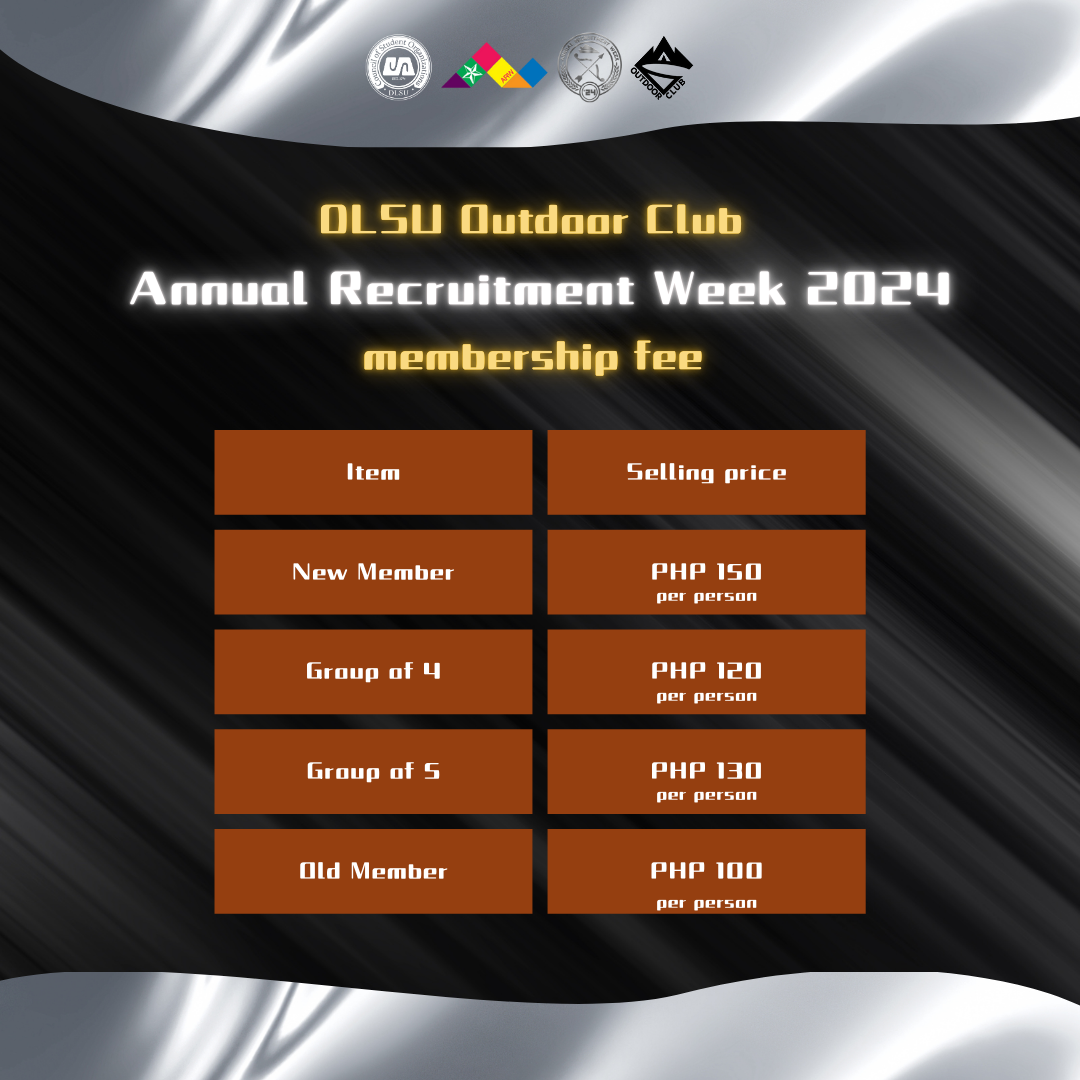 Council of Student Organizations
DLSU
ARW
'24
OUTDOOR CLUB
DLSU Outdoor Club
Annual Recruitment Week 2024
membership fee
Item
Selling price
New Member
PHP 150
per person
Group of 4
PHP 120
per person
Group of 5
PHP 130
per person
Old Member
PHP 100
per person